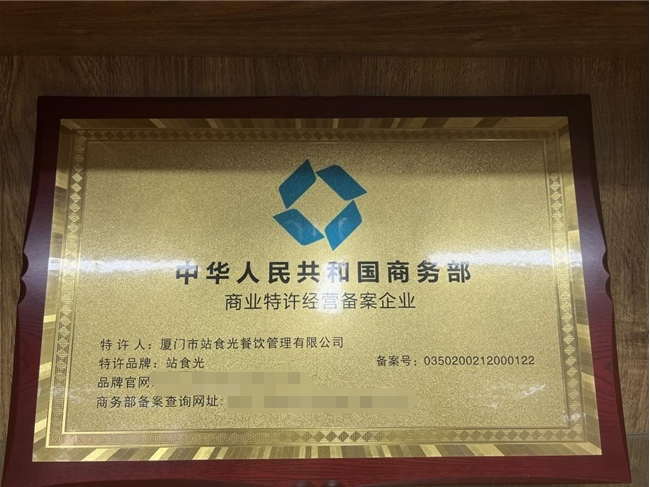 中华人民共和国商务部
商业特许经营备案企业
特许人：厦门市站食光餐饮管理有限公司
特许品牌：站食光 备案号：0350200212000122
品牌官网:
商务部备案查询网址: